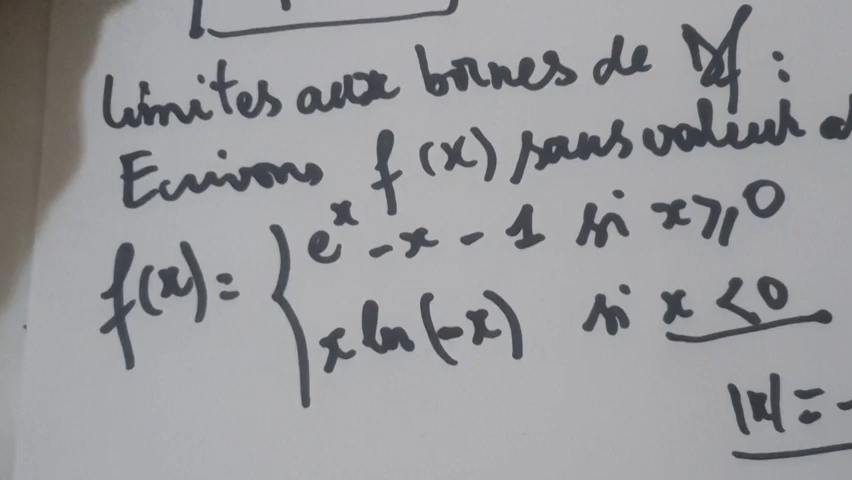 Limites aux bornes de Df :
Ecrivons f(x) sans valeur
f(x) = { e^x - x - 1 si x ⩾ 0
x ln(-x) si x < 0
|x| = -